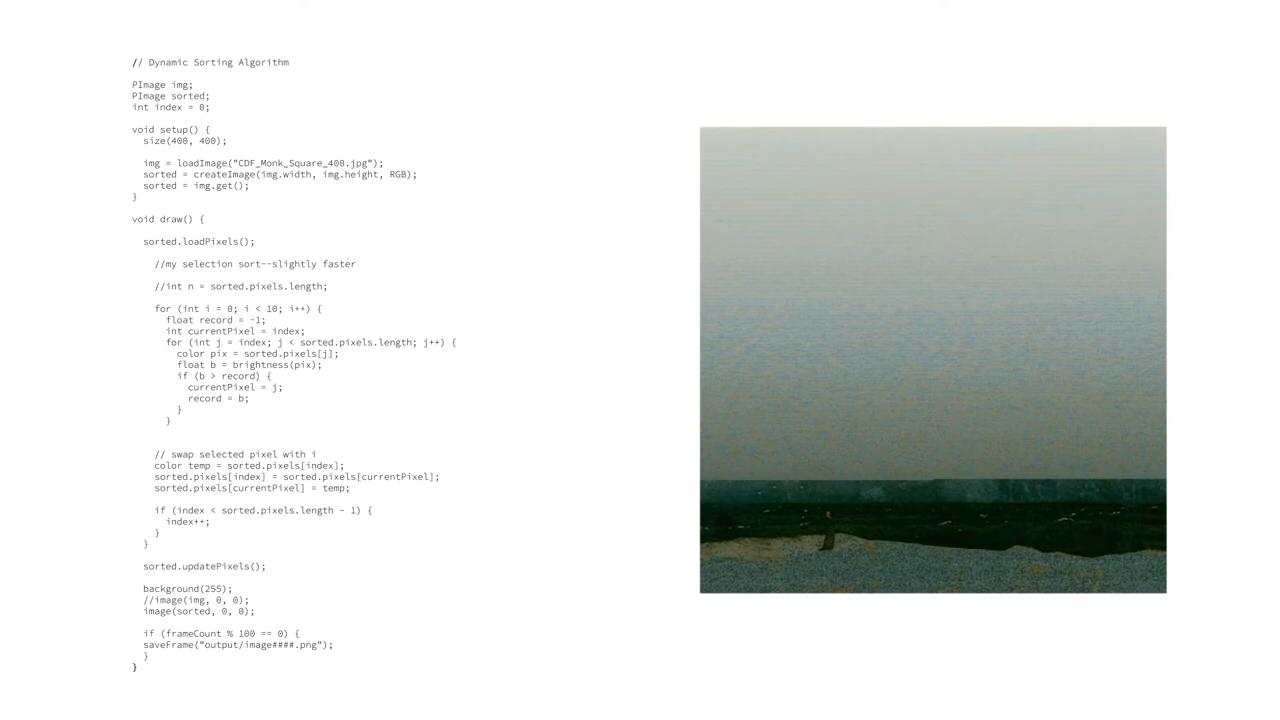 // Dynamic Sorting Algorithm
PImage img;
PImage sorted;
int index = 0;
void setup() {
size(400, 400);
img = loadImage("CDF_Monk_Square_400.jpg");
sorted = createImage(img.width, img.height, RGB);
sorted = img.get();
}
void draw() {
sorted.loadPixels();
//my selection sort--slightly faster
//int n = sorted.pixels.length;
for (int i = 0; i < 10; i++) {
float record = -1;
int currentPixel = index;
for (int j = index; j < sorted.pixels.length; j++) {
color pix = sorted.pixels[j];
float b = brightness(pix);
if (b > record) {
currentPixel = j;
record = b;
}
}
// swap selected pixel with i
color temp = sorted.pixels[index];
sorted.pixels[index] = sorted.pixels[currentPixel];
sorted.pixels[currentPixel] = temp;
if (index < sorted.pixels.length - 1) {
index++;
}
}
sorted.updatePixels();
background(255);
//image(img, 0, 0);
image(sorted, 0, 0);
if (frameCount % 100 == 0) {
saveFrame("output/image####.png");
}
}